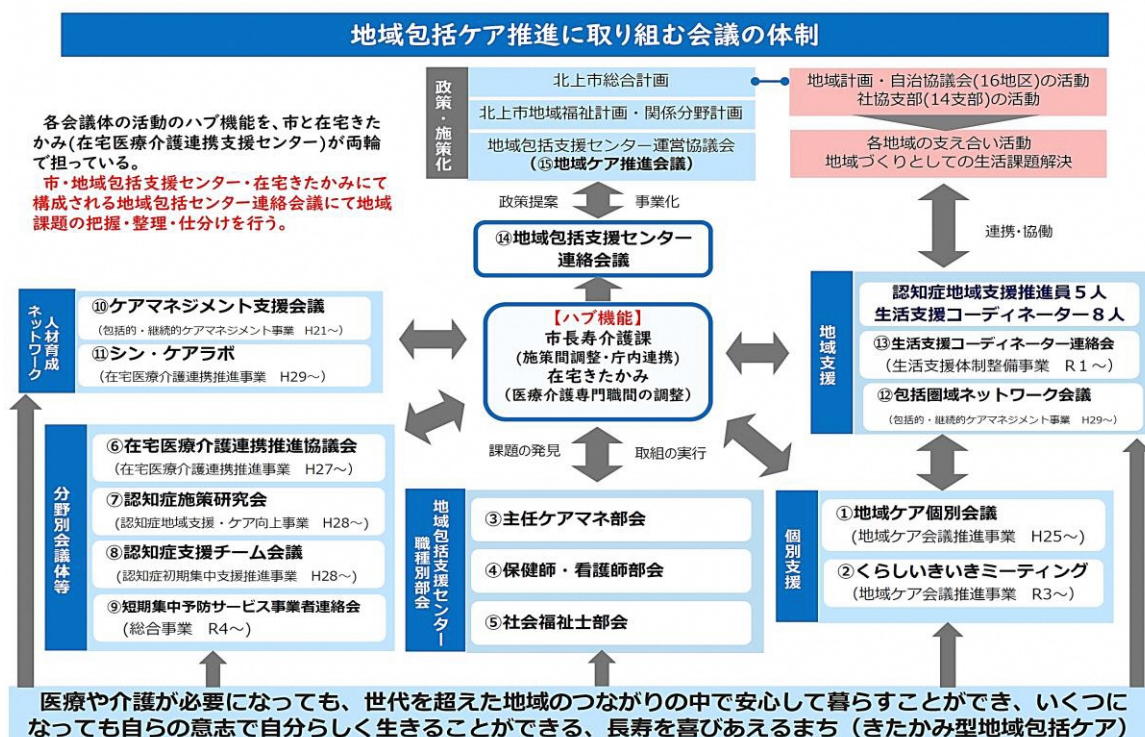 地域包括ケア推進に取り組む会議の体制
各会議体の活動のハブ機能を、市と在宅きた
かみ(在宅医療介護連携支援センター)が両輪
で担っている。
市・地域包括支援センター・在宅きたかみにて
構成される地域包括センター連絡会議にて地域
課題の把握・整理・仕分けを行う。
政策・施策化
北上市総合計画
北上市地域福祉計画・関係分野計画
地域包括支援センター運営協議会
(⑮地域ケア推進会議)
地域計画・自治協議会(16地区)の活動
社協支部(14支部)の活動
各地域の支え合い活動
地域づくりとしての生活課題解決
政策提案
事業化
連携・協働
⑭地域包括支援センター
連絡会議
人材育成
ネットワーク
⑩ケアマネジメント支援会議
(包括的・継続的ケアマネジメント事業 H21~)
⑪シン・ケアラボ
(在宅医療介護連携推進事業 H29~)
【ハブ機能】
市長寿介護課
(施策間調整・庁内連携)
在宅きたかみ
(医療介護専門職間の調整)
地域支援
認知症地域支援推進員5人
生活支援コーディネーター8人
⑬生活支援コーディネーター連絡会
(生活支援体制整備事業 R1~)
⑫包括圏域ネットワーク会議
(包括的・継続的ケアマネジメント事業 H29~)
分野別会議体等
⑥在宅医療介護連携推進協議会
(在宅医療介護連携推進事業 H27~)
⑦認知症施策研究会
(認知症地域支援・ケア向上事業 H28~)
⑧認知症支援チーム会議
(認知症初期集中支援推進事業 H28~)
⑨短期集中予防サービス事業者連絡会
(総合事業 R4~)
課題の発見
取組の実行
地域包括支援センター
職種別部会
③主任ケアマネ部会
④保健師・看護師部会
⑤社会福祉士部会
個別支援
①地域ケア個別会議
(地域ケア会議推進事業 H25~)
②くらしいきいきミーティング
(地域ケア会議推進事業 R3~)
医療や介護が必要になっても、世代を超えた地域のつながりの中で安心して暮らすことができ、いくつに
なっても自らの意志で自分らしく生きることができる、長寿を喜びあえるまち(きたかみ型地域包括ケア)